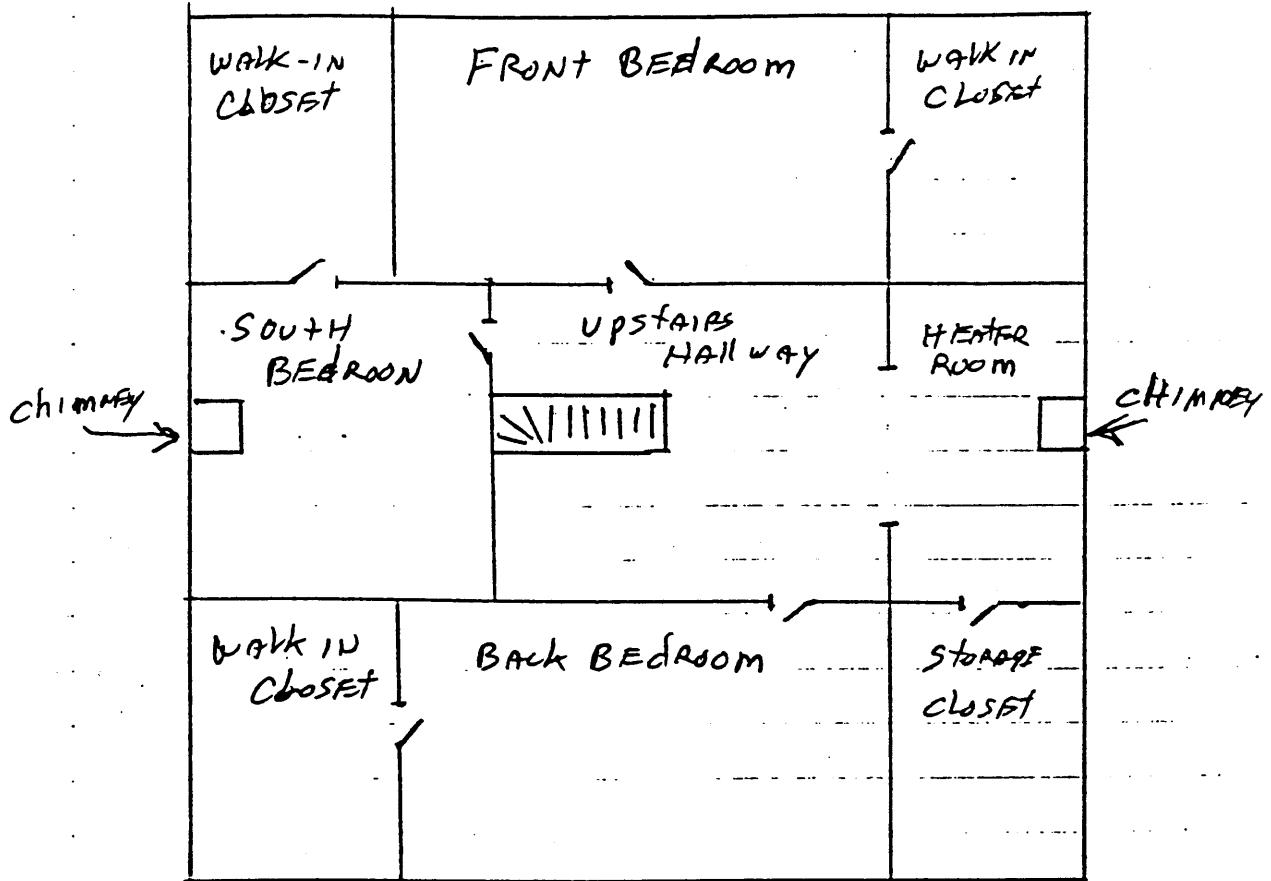 WALK-IN
CLOSET
FRONT BEDROOM
WALK IN
CLOSET
SOUTH
BEDROON
UPSTAIRS
HALLWAY
HEATER
ROOM
CHIMNEY
CHIMNEY
WALK IN
CLOSET
BACK BEDROOM
STORAGE
CLOSET